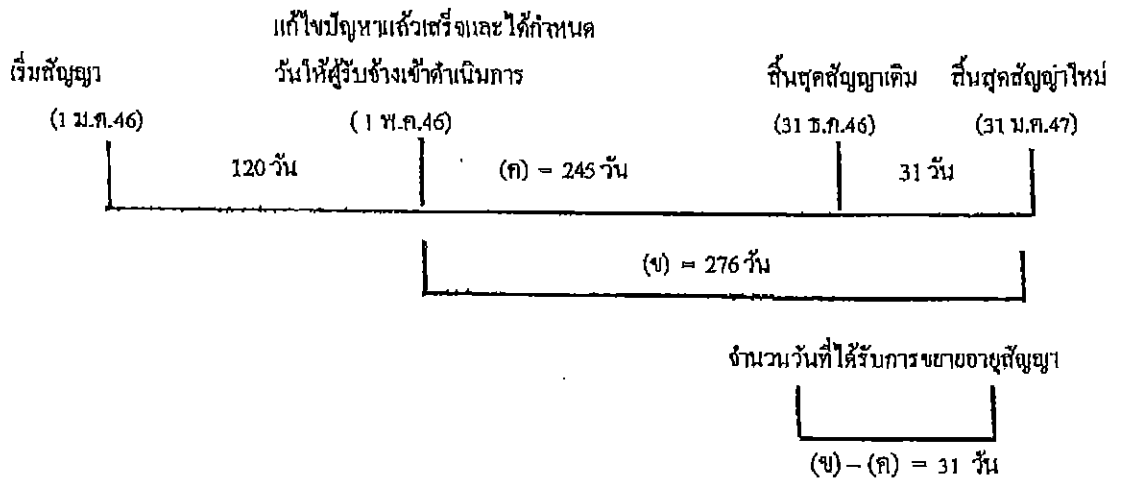 แก้ไขปัญหาแล้วเสร็จและได้กำหนด
เริ่มสัญญา วันให้ผู้รับจ้างเข้าดำเนินการ สิ้นสุดสัญญาเดิม สิ้นสุดสัญญาใหม่
(1 ม.ค.46) (1 พ.ค.46) (31 ธ.ค.46) (31 ม.ค.47)
120 วัน (ค) = 245 วัน 31 วัน
(ข) = 276 วัน
จำนวนวันที่ได้รับการขยายอายุสัญญา
(ข) – (ค) = 31 วัน